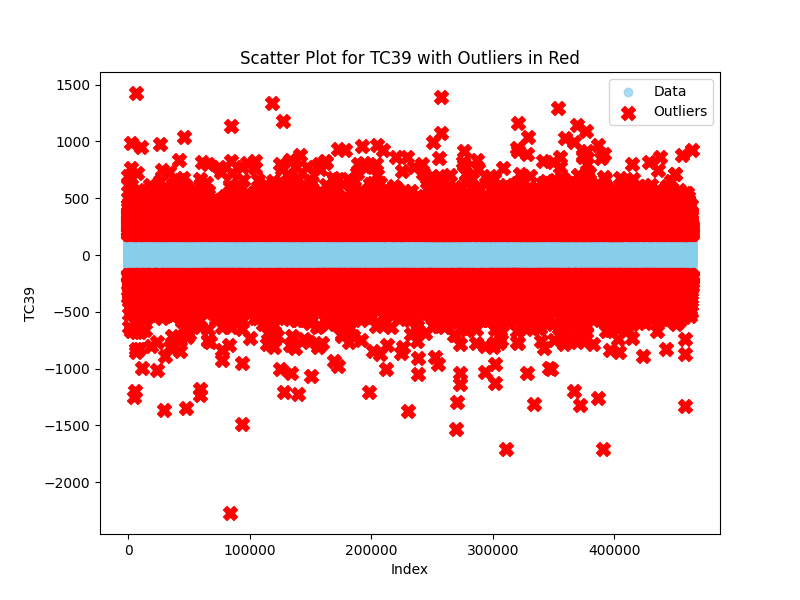 Scatter Plot for TC39 with Outliers in Red
Data
Outliers
1500
1000
500
0
−500
−1000
−1500
−2000
TC39
0
100000
200000
300000
400000
Index